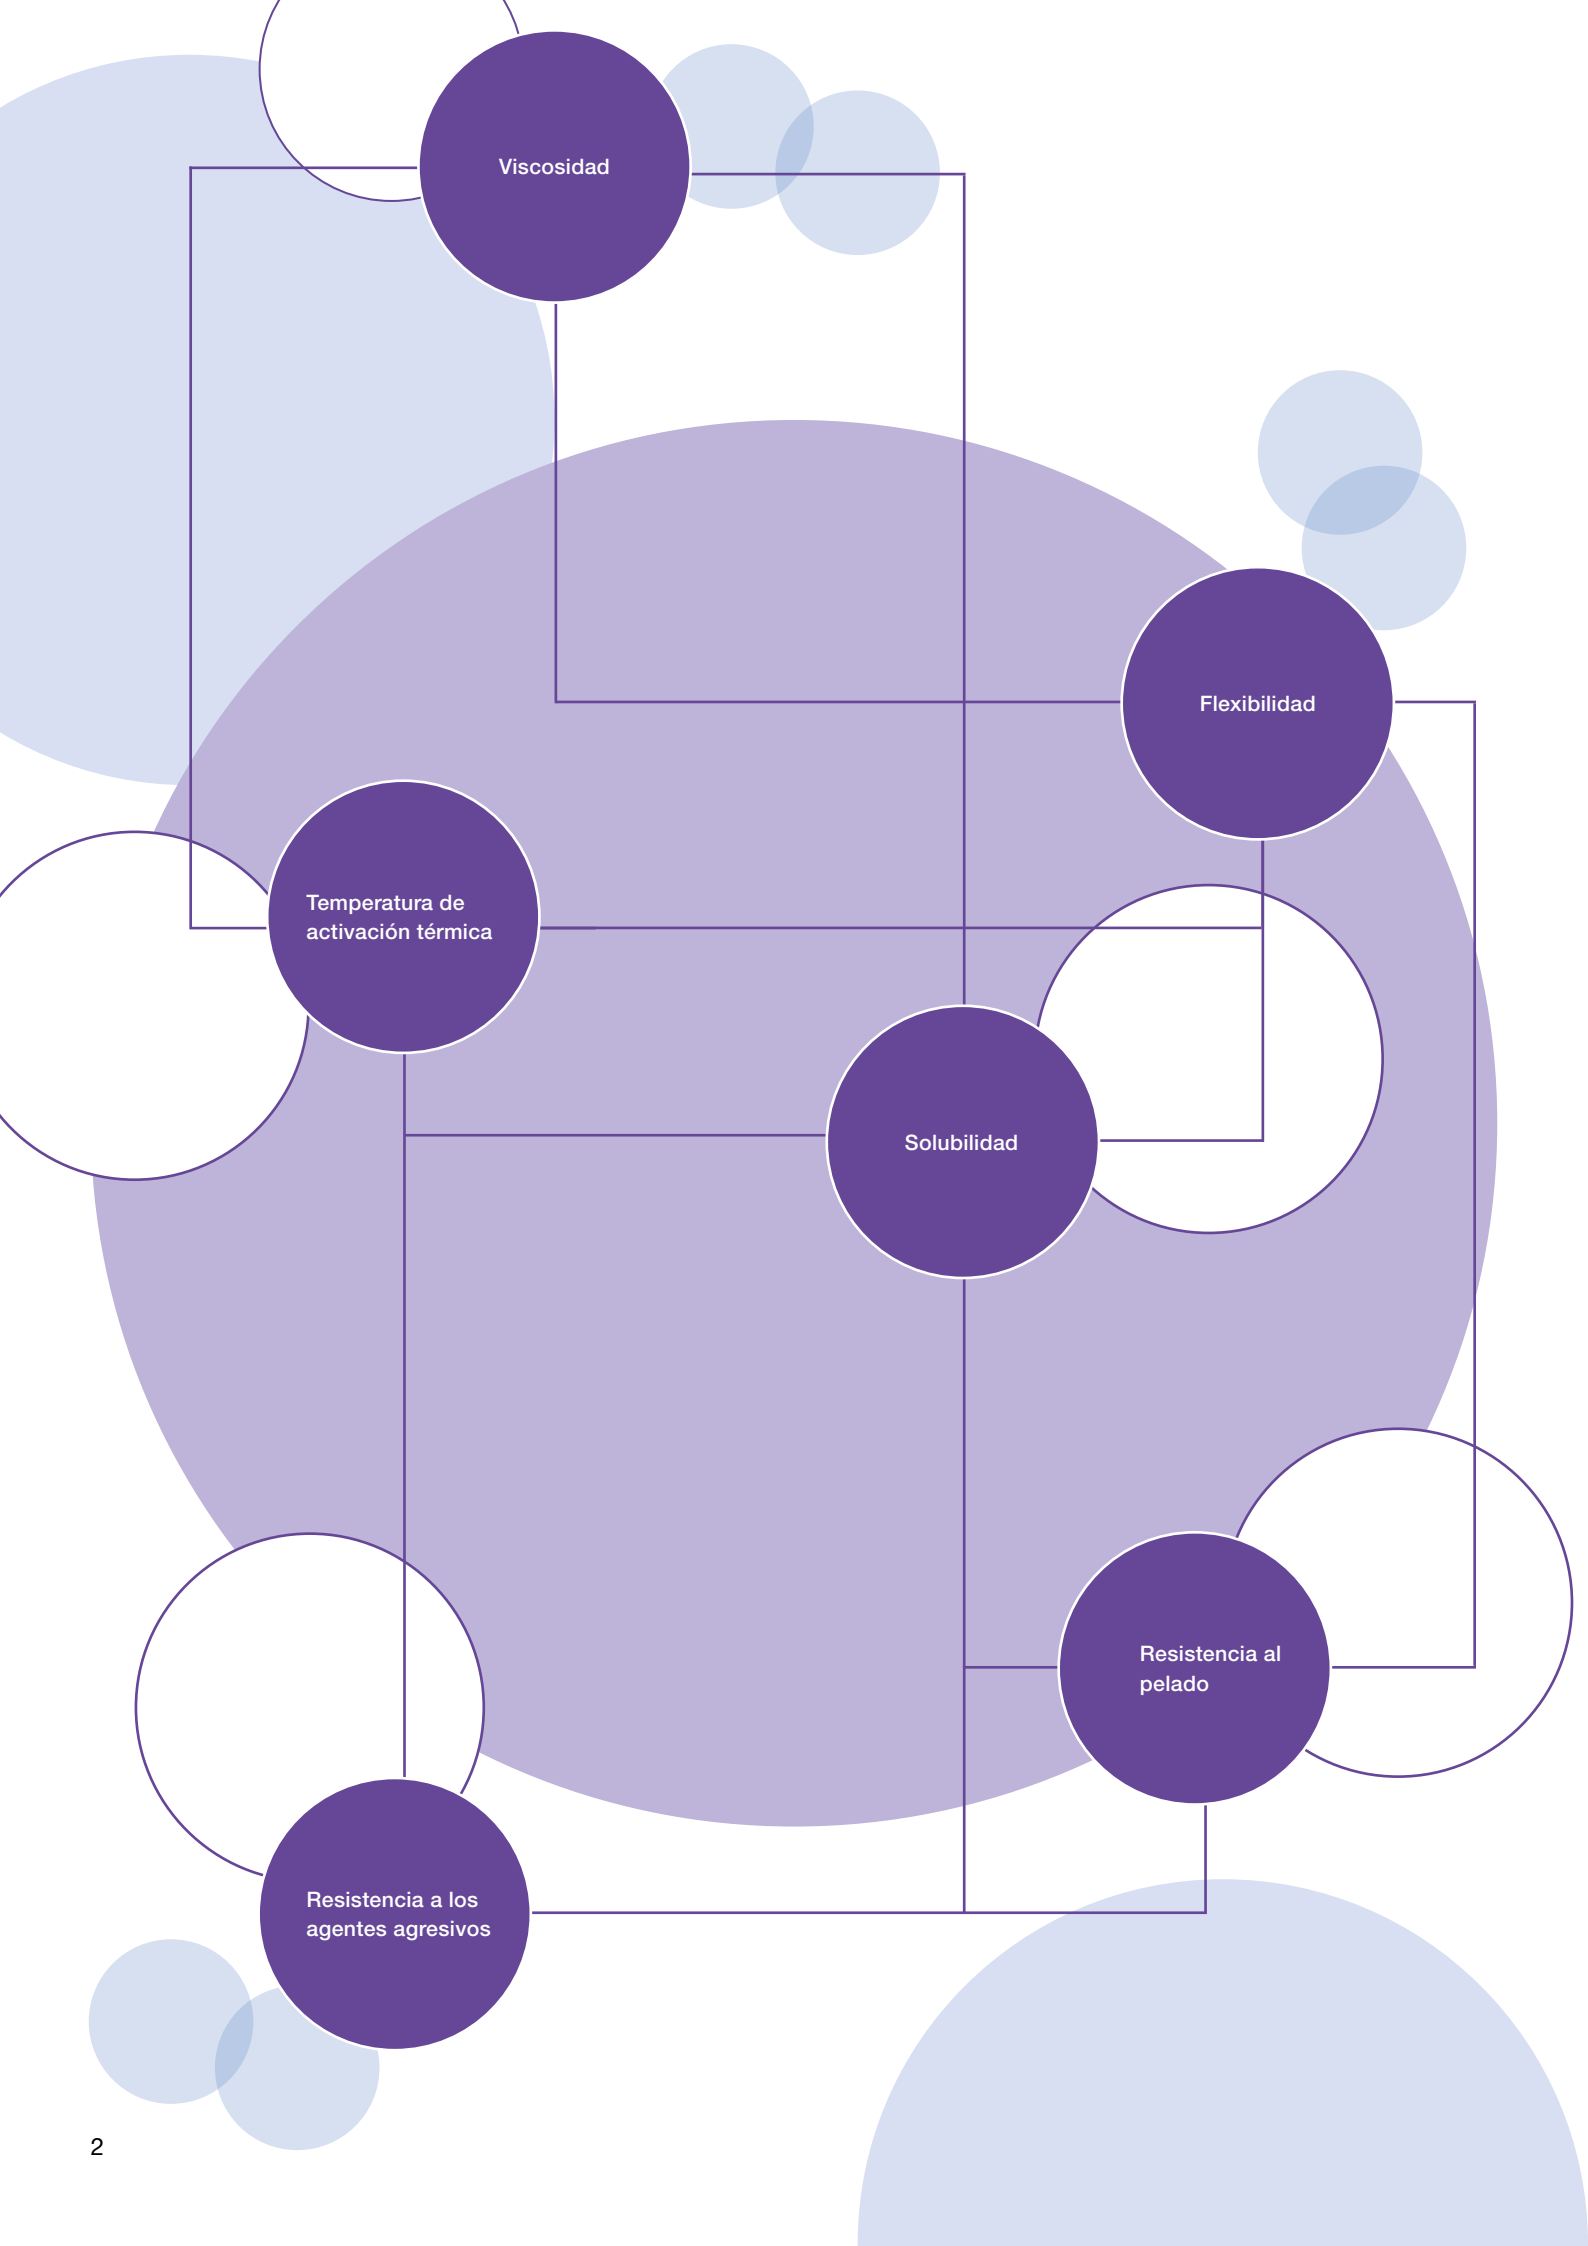 Viscosidad
Flexibilidad
Temperatura de
activación térmica
Solubilidad
Resistencia al
pelado
Resistencia a los
agentes agresivos
2